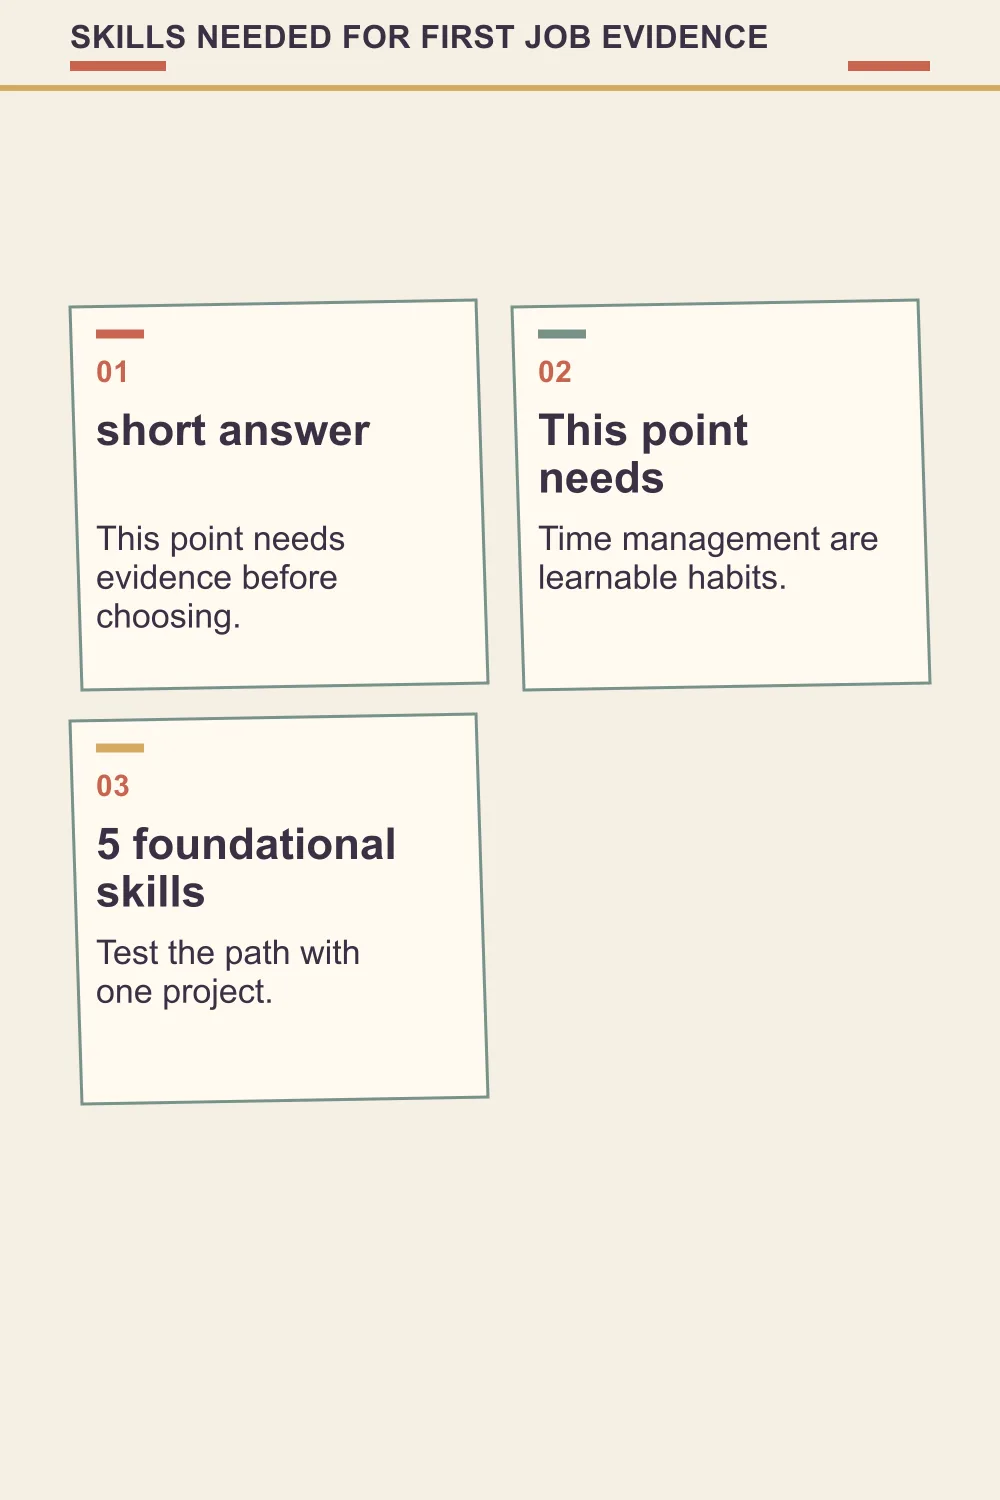 SKILLS NEEDED FOR FIRST JOB EVIDENCE
01
short answer
This point needs
evidence before
choosing.
02
This point
needs
Time management are
learnable habits.
03
5 foundational
skills
Test the path with
one project.